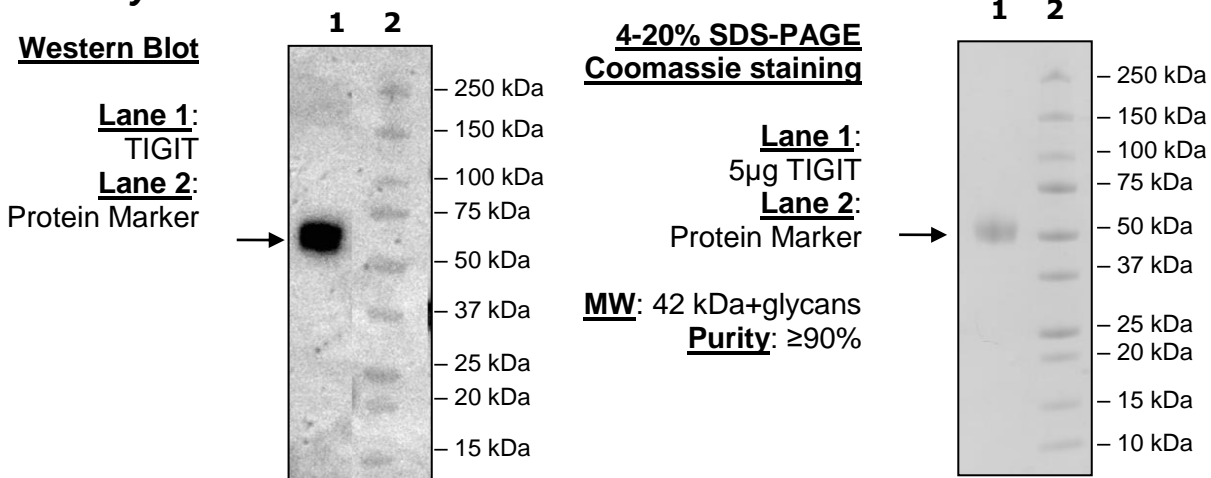 1 2
Western Blot
Lane 1:
TIGIT
Lane 2:
Protein Marker
– 250 kDa
– 150 kDa
– 100 kDa
– 75 kDa
– 50 kDa
– 37 kDa
– 25 kDa
– 20 kDa
– 15 kDa
1 2
4-20% SDS-PAGE
Coomassie staining
Lane 1:
5µg TIGIT
Lane 2:
Protein Marker
MW: 42 kDa+glycans
Purity: ≥90%
– 250 kDa
– 150 kDa
– 100 kDa
– 75 kDa
– 50 kDa
– 37 kDa
– 25 kDa
– 20 kDa
– 15 kDa
– 10 kDa